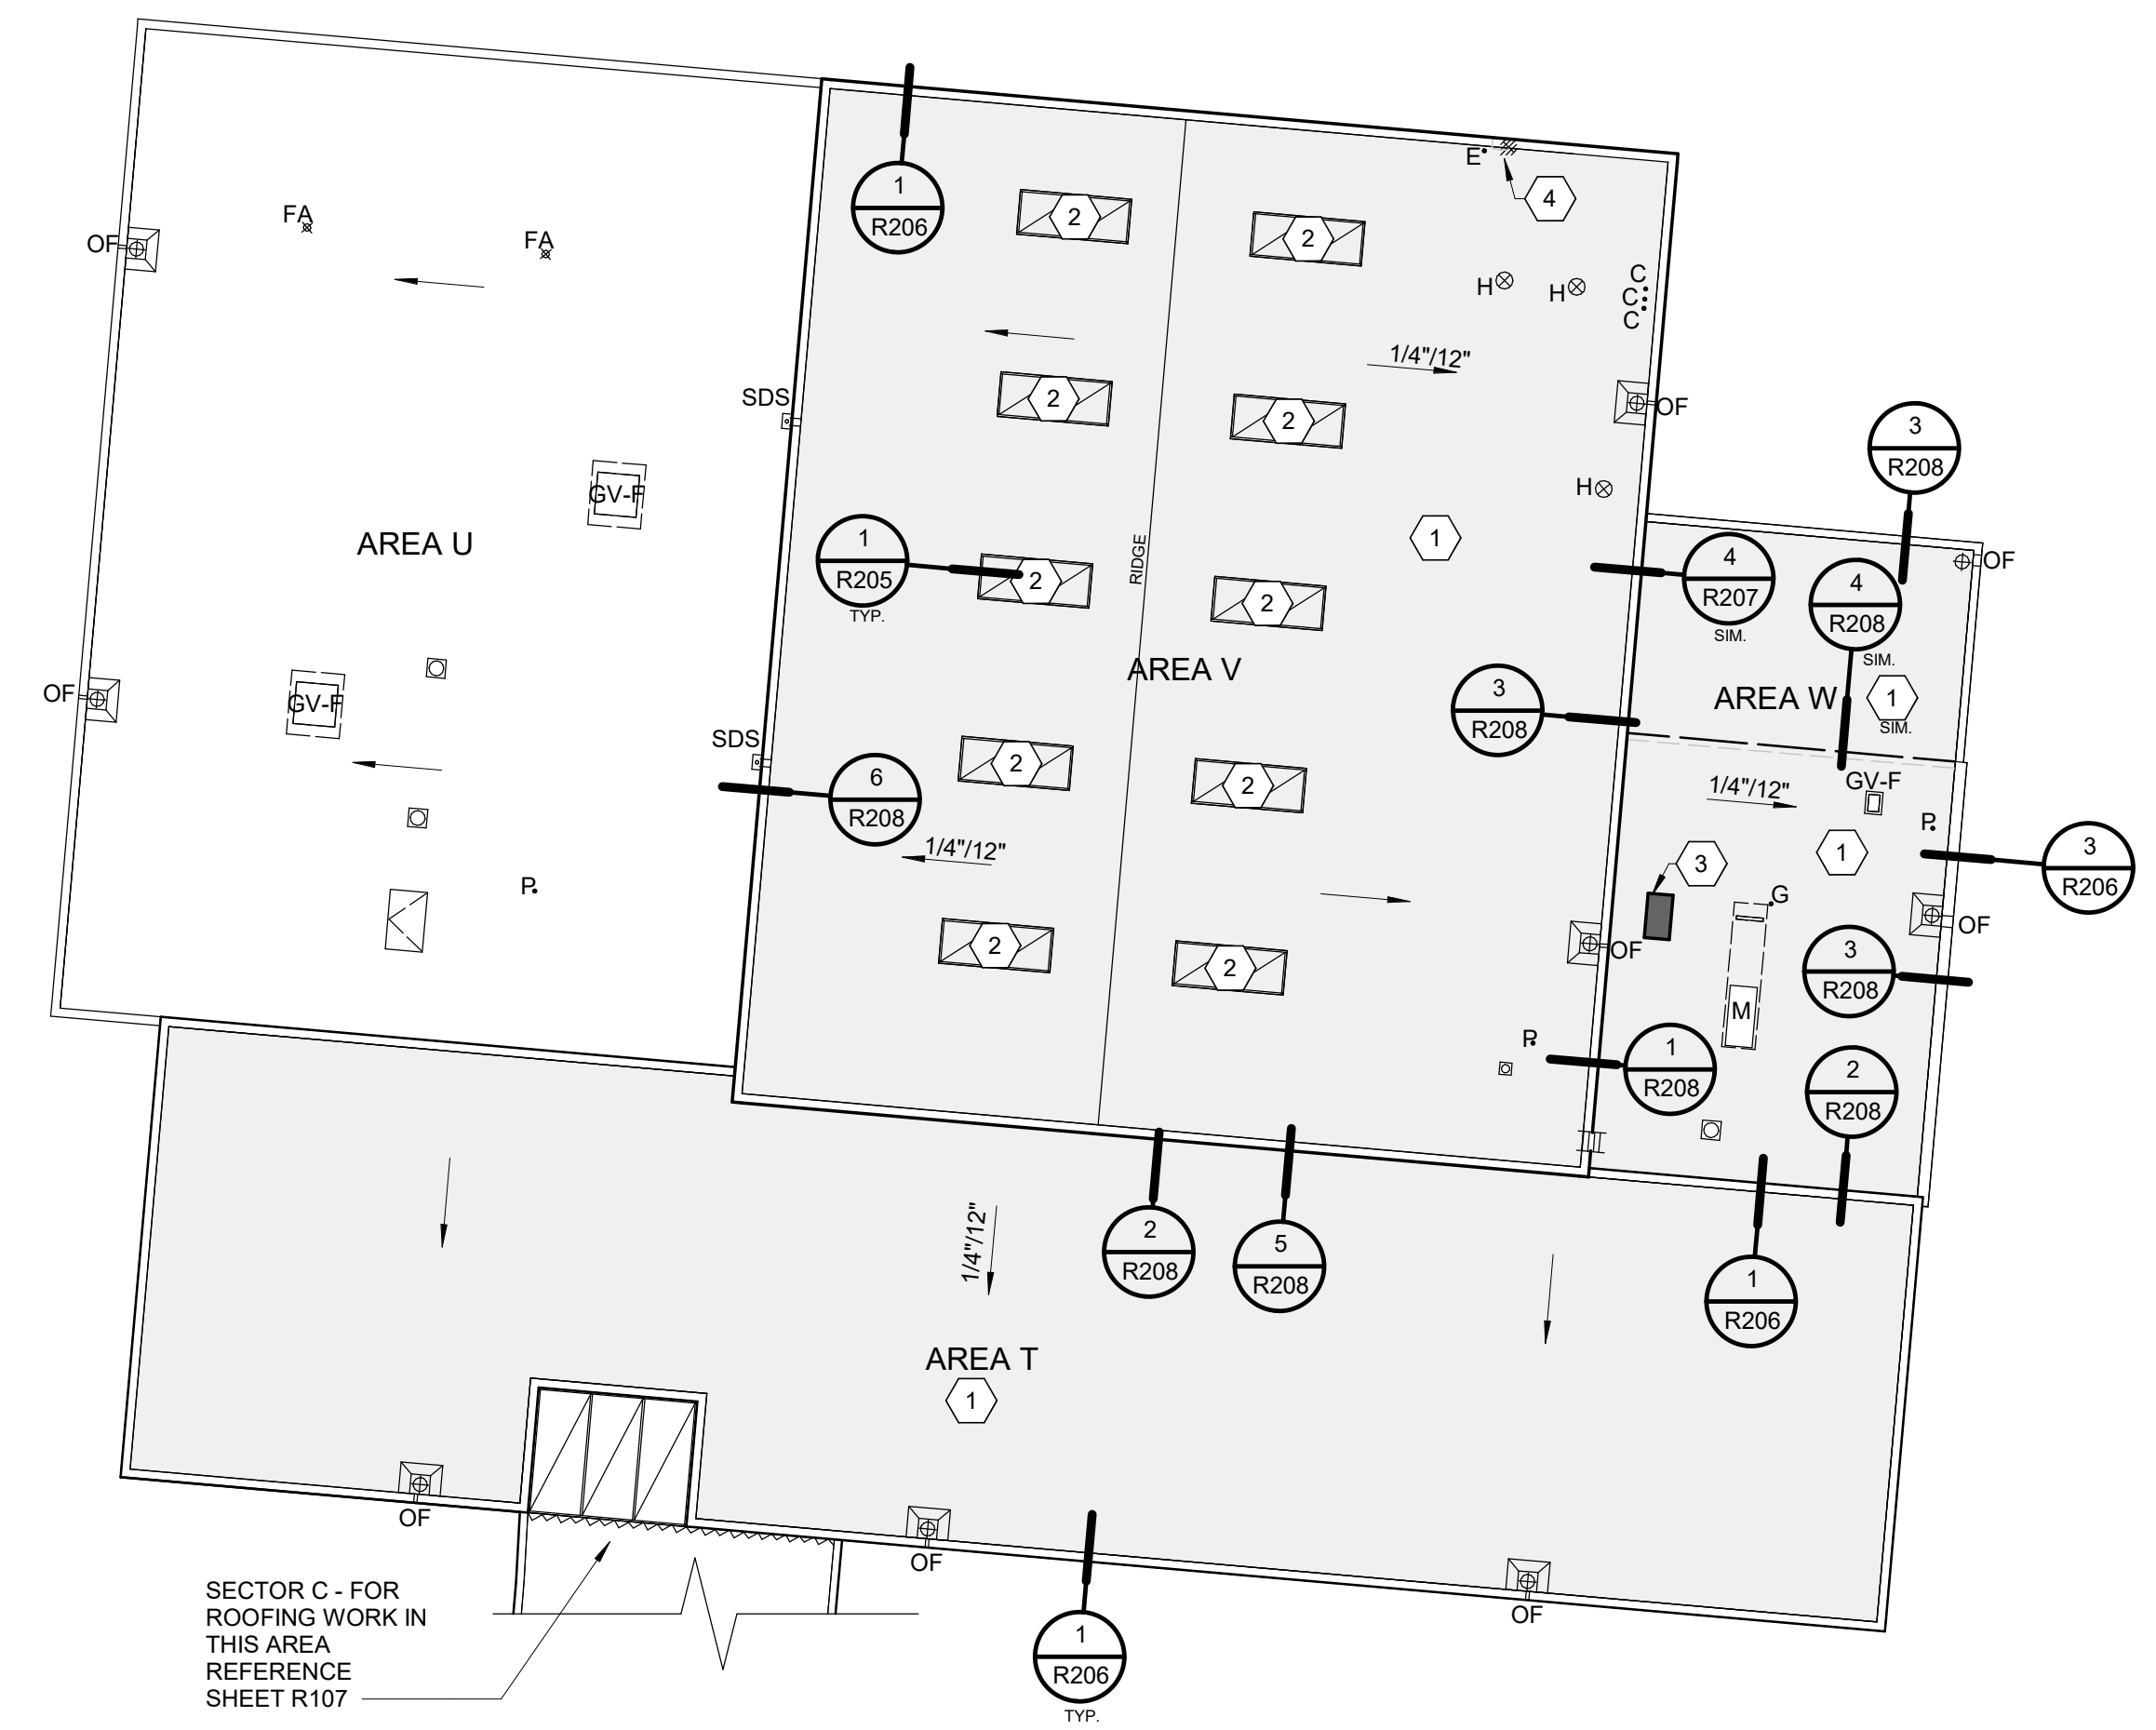 1
R206
E
4
2
2
FA
FA
OF
H
H
C
C
C
1/4"/12"
SDS
2
2
OF
3
R208
GV-F
H
AREA U
1
R205
TYP.
2
RIDGE
1
2
4
R207
SIM.
4
R208
SIM.
OF
AREA V
3
R208
AREA W
1
SIM.
OF
GV-F
SDS
6
R208
2
2
1/4"/12"
GV-F
P
1/4"/12"
1
3
3
R206
P
G
2
2
OF
OF
3
R208
M
P
1
R208
2
R208
2
R208
5
R208
1/4"/12"
1
R206
AREA T
1
OF
OF
OF
SECTOR C - FOR
ROOFING WORK IN
THIS AREA
REFERENCE
SHEET R107
1
R206
TYP.